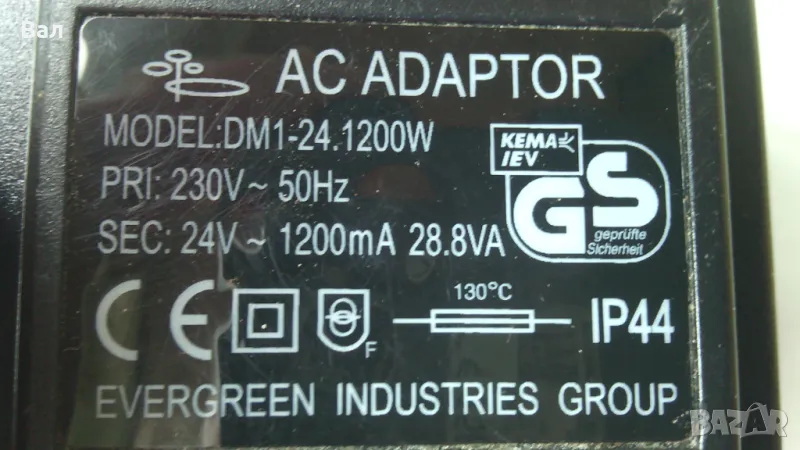 Вал
AC ADAPTOR
MODEL:DM1-24.1200W
PRI: 230V~ 50Hz
SEC: 24V ~ 1200mA 28.8VA
KEMA
IEV
GS
geprüfte
Sicherheit
CE
F
130°C
IP44
EVERGREEN INDUSTRIES GROUP
BAZAR